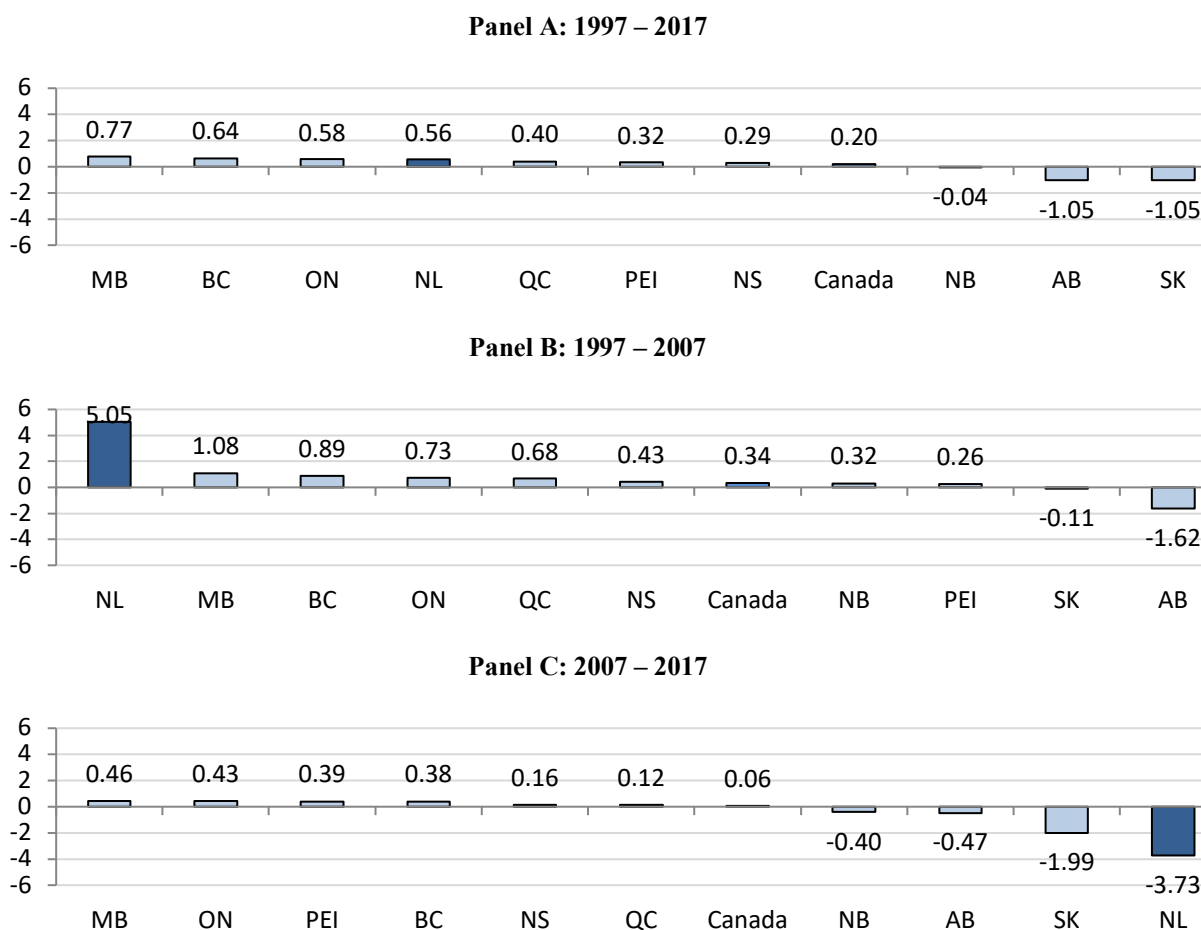 Panel A: 1997 – 2017
6
4
2
0
-2
-4
-6
0.77 0.64 0.58 0.56 0.40 0.32 0.29 0.20 -0.04 -1.05 -1.05
MB BC ON NL QC PEI NS Canada NB AB SK
Panel B: 1997 – 2007
6
4
2
0
-2
-4
-6
5.05 1.08 0.89 0.73 0.68 0.43 0.34 0.32 0.26 -0.11 -1.62
NL MB BC ON QC NS Canada NB PEI SK AB
Panel C: 2007 – 2017
6
4
2
0
-2
-4
-6
0.46 0.43 0.39 0.38 0.16 0.12 0.06 -0.40 -0.47 -1.99 -3.73
MB ON PEI BC NS QC Canada NB AB SK NL